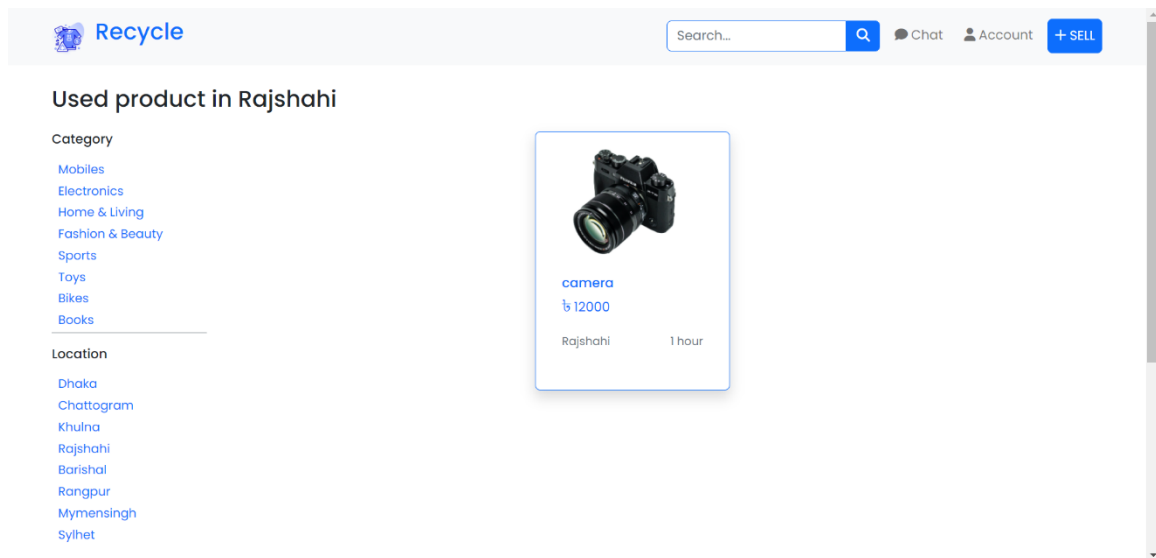 Recycle
Search...
Chat
Account
+ SELL
Used product in Rajshahi
Category
Mobiles
Electronics
Home & Living
Fashion & Beauty
Sports
Toys
Bikes
Books
Location
Dhaka
Chattogram
Khulna
Rajshahi
Barishal
Rangpur
Mymensingh
Sylhet
camera
৳ 12000
Rajshahi 1 hour